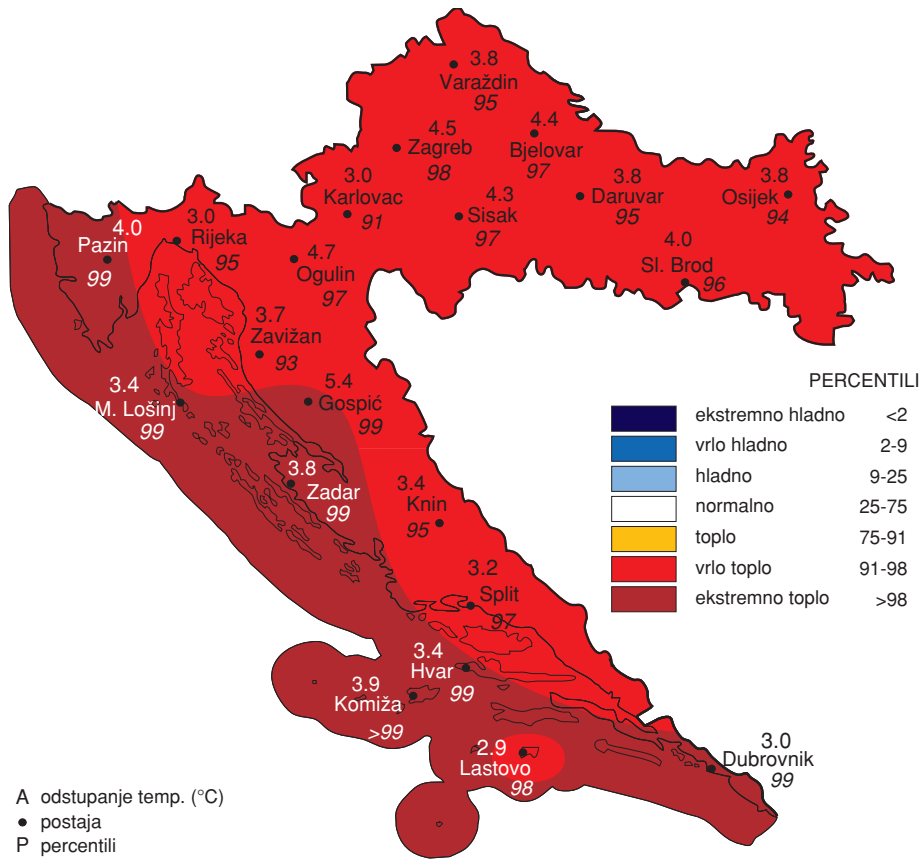 3.8
Varaždin
95
4.5
Zagreb
98
4.4
Bjelovar
97
3.0
Karlovac
91
4.3
Sisak
97
3.8
Daruvar
95
3.8
Osijek
94
4.0
Sl. Brod
96
4.0
Pazin
99
3.0
Rijeka
95
4.7
Ogulin
97
3.7
Zavižan
93
3.4
M. Lošinj
99
5.4
Gospić
99
3.8
Zadar
99
3.4
Knin
95
3.2
Split
97
3.4
Hvar
99
3.9
Komiža
>99
2.9
Lastovo
98
3.0
Dubrovnik
99
PERCENTILI
ekstremno hladno <2
vrlo hladno 2-9
hladno 9-25
normalno 25-75
toplo 75-91
vrlo toplo 91-98
ekstremno toplo >98
A odstupanje temp. (°C)
● postaja
P percentili